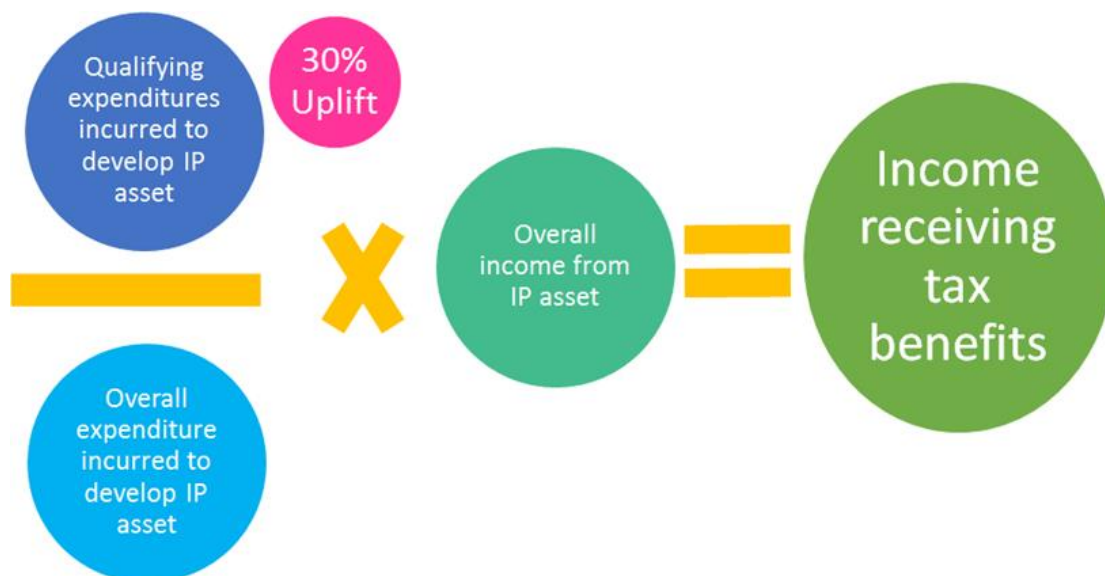 Qualifying
expenditures
incurred to
develop IP
asset
30%
Uplift
Overall
income from
IP asset
Income
receiving
tax
benefits
Overall
expenditure
incurred to
develop IP
asset